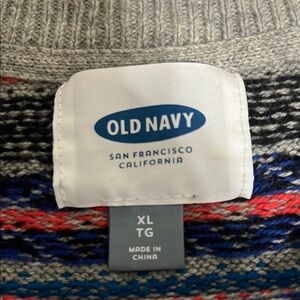 OLD NAVY
SAN FRANCISCO
CALIFORNIA
XL
TG
MADE IN
CHINA